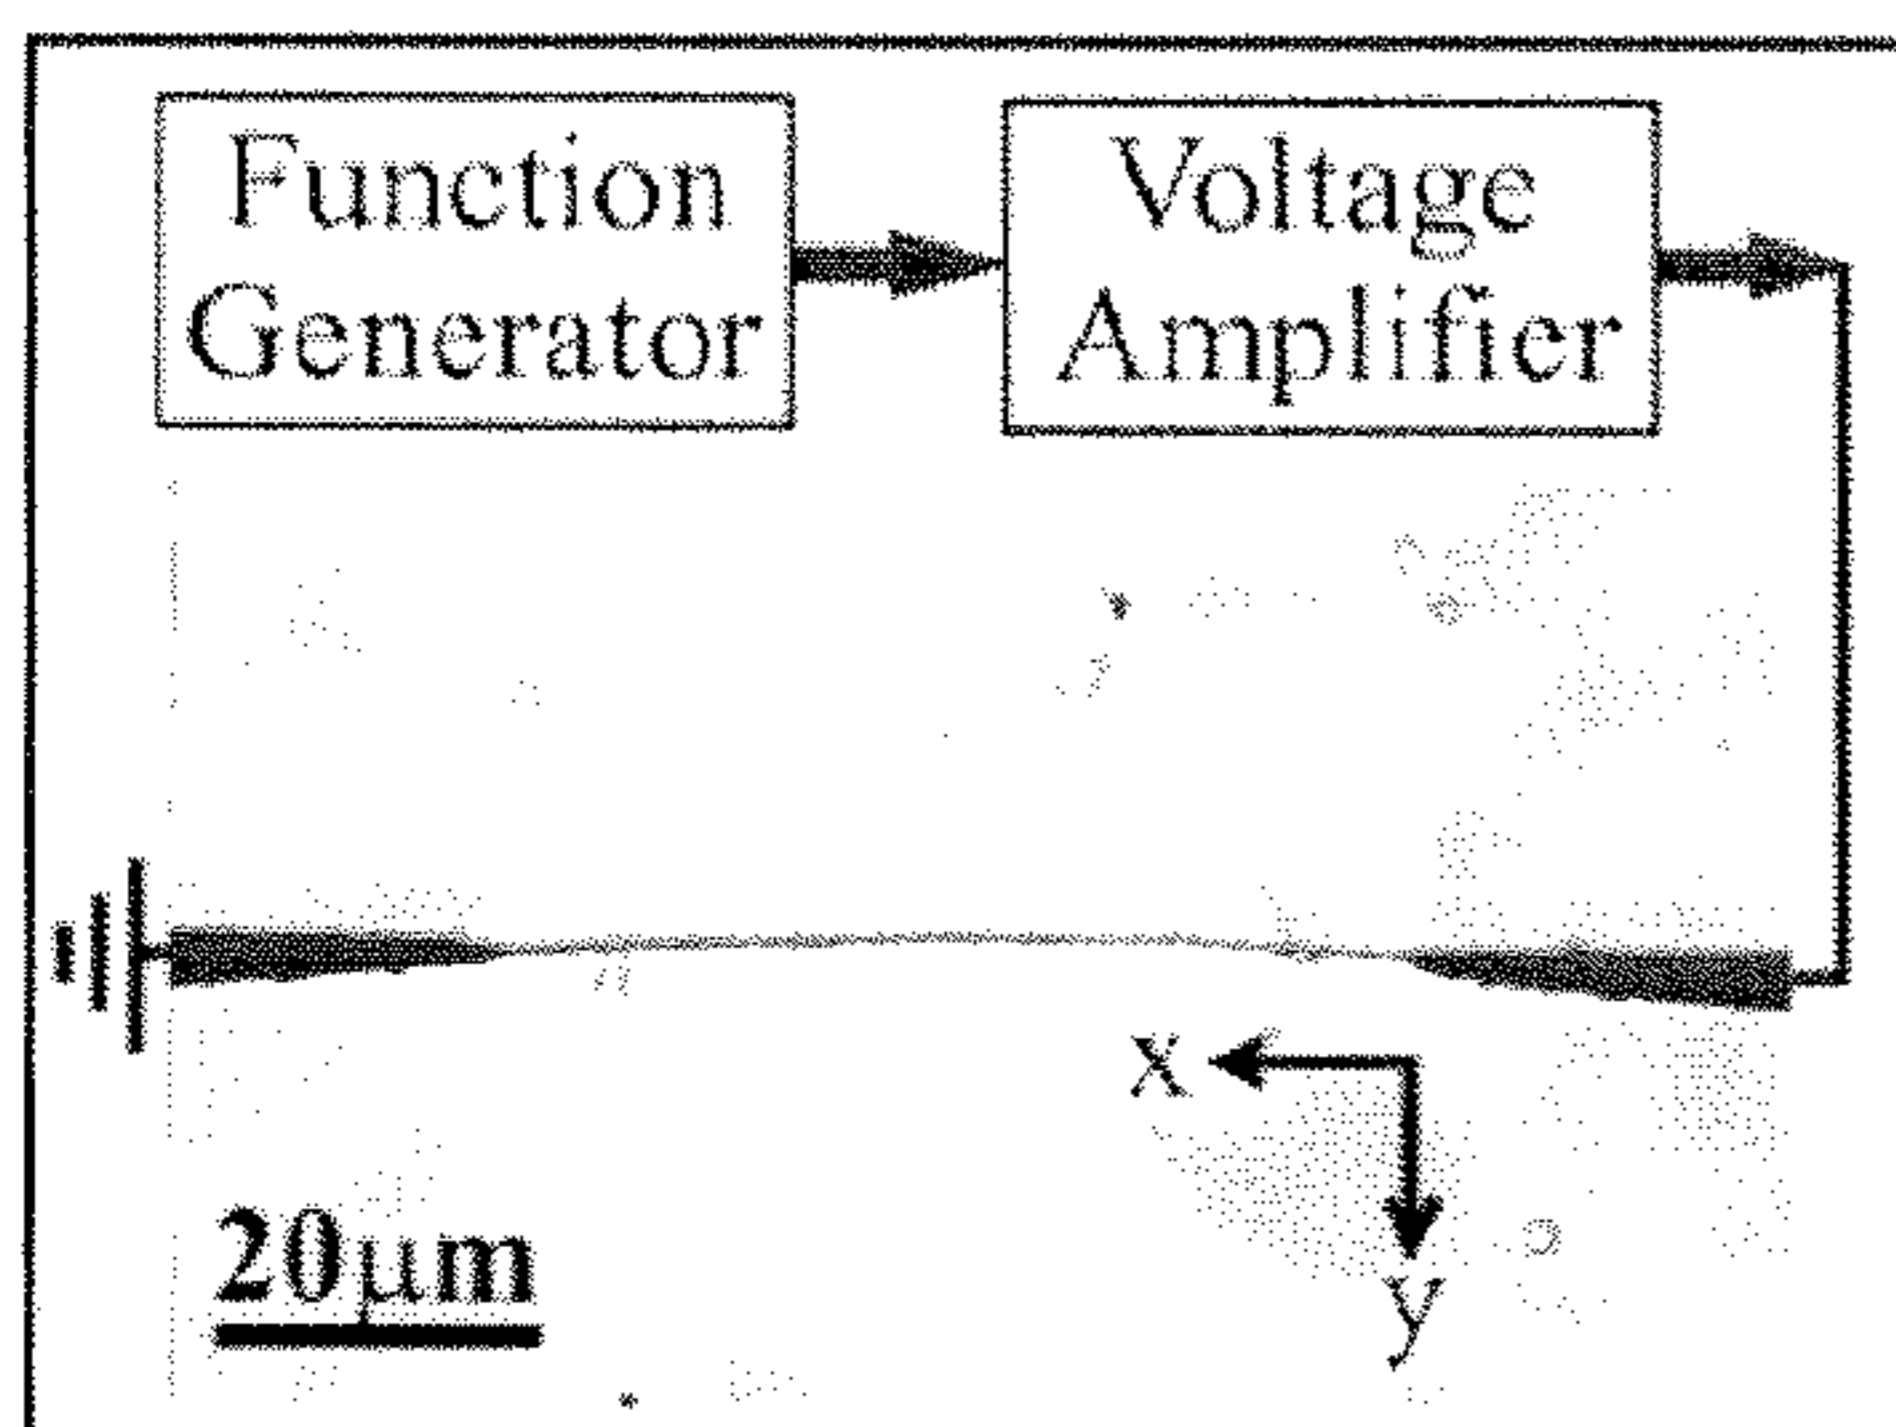 Function
Generator
Voltage
Amplifier
x
y
20μm